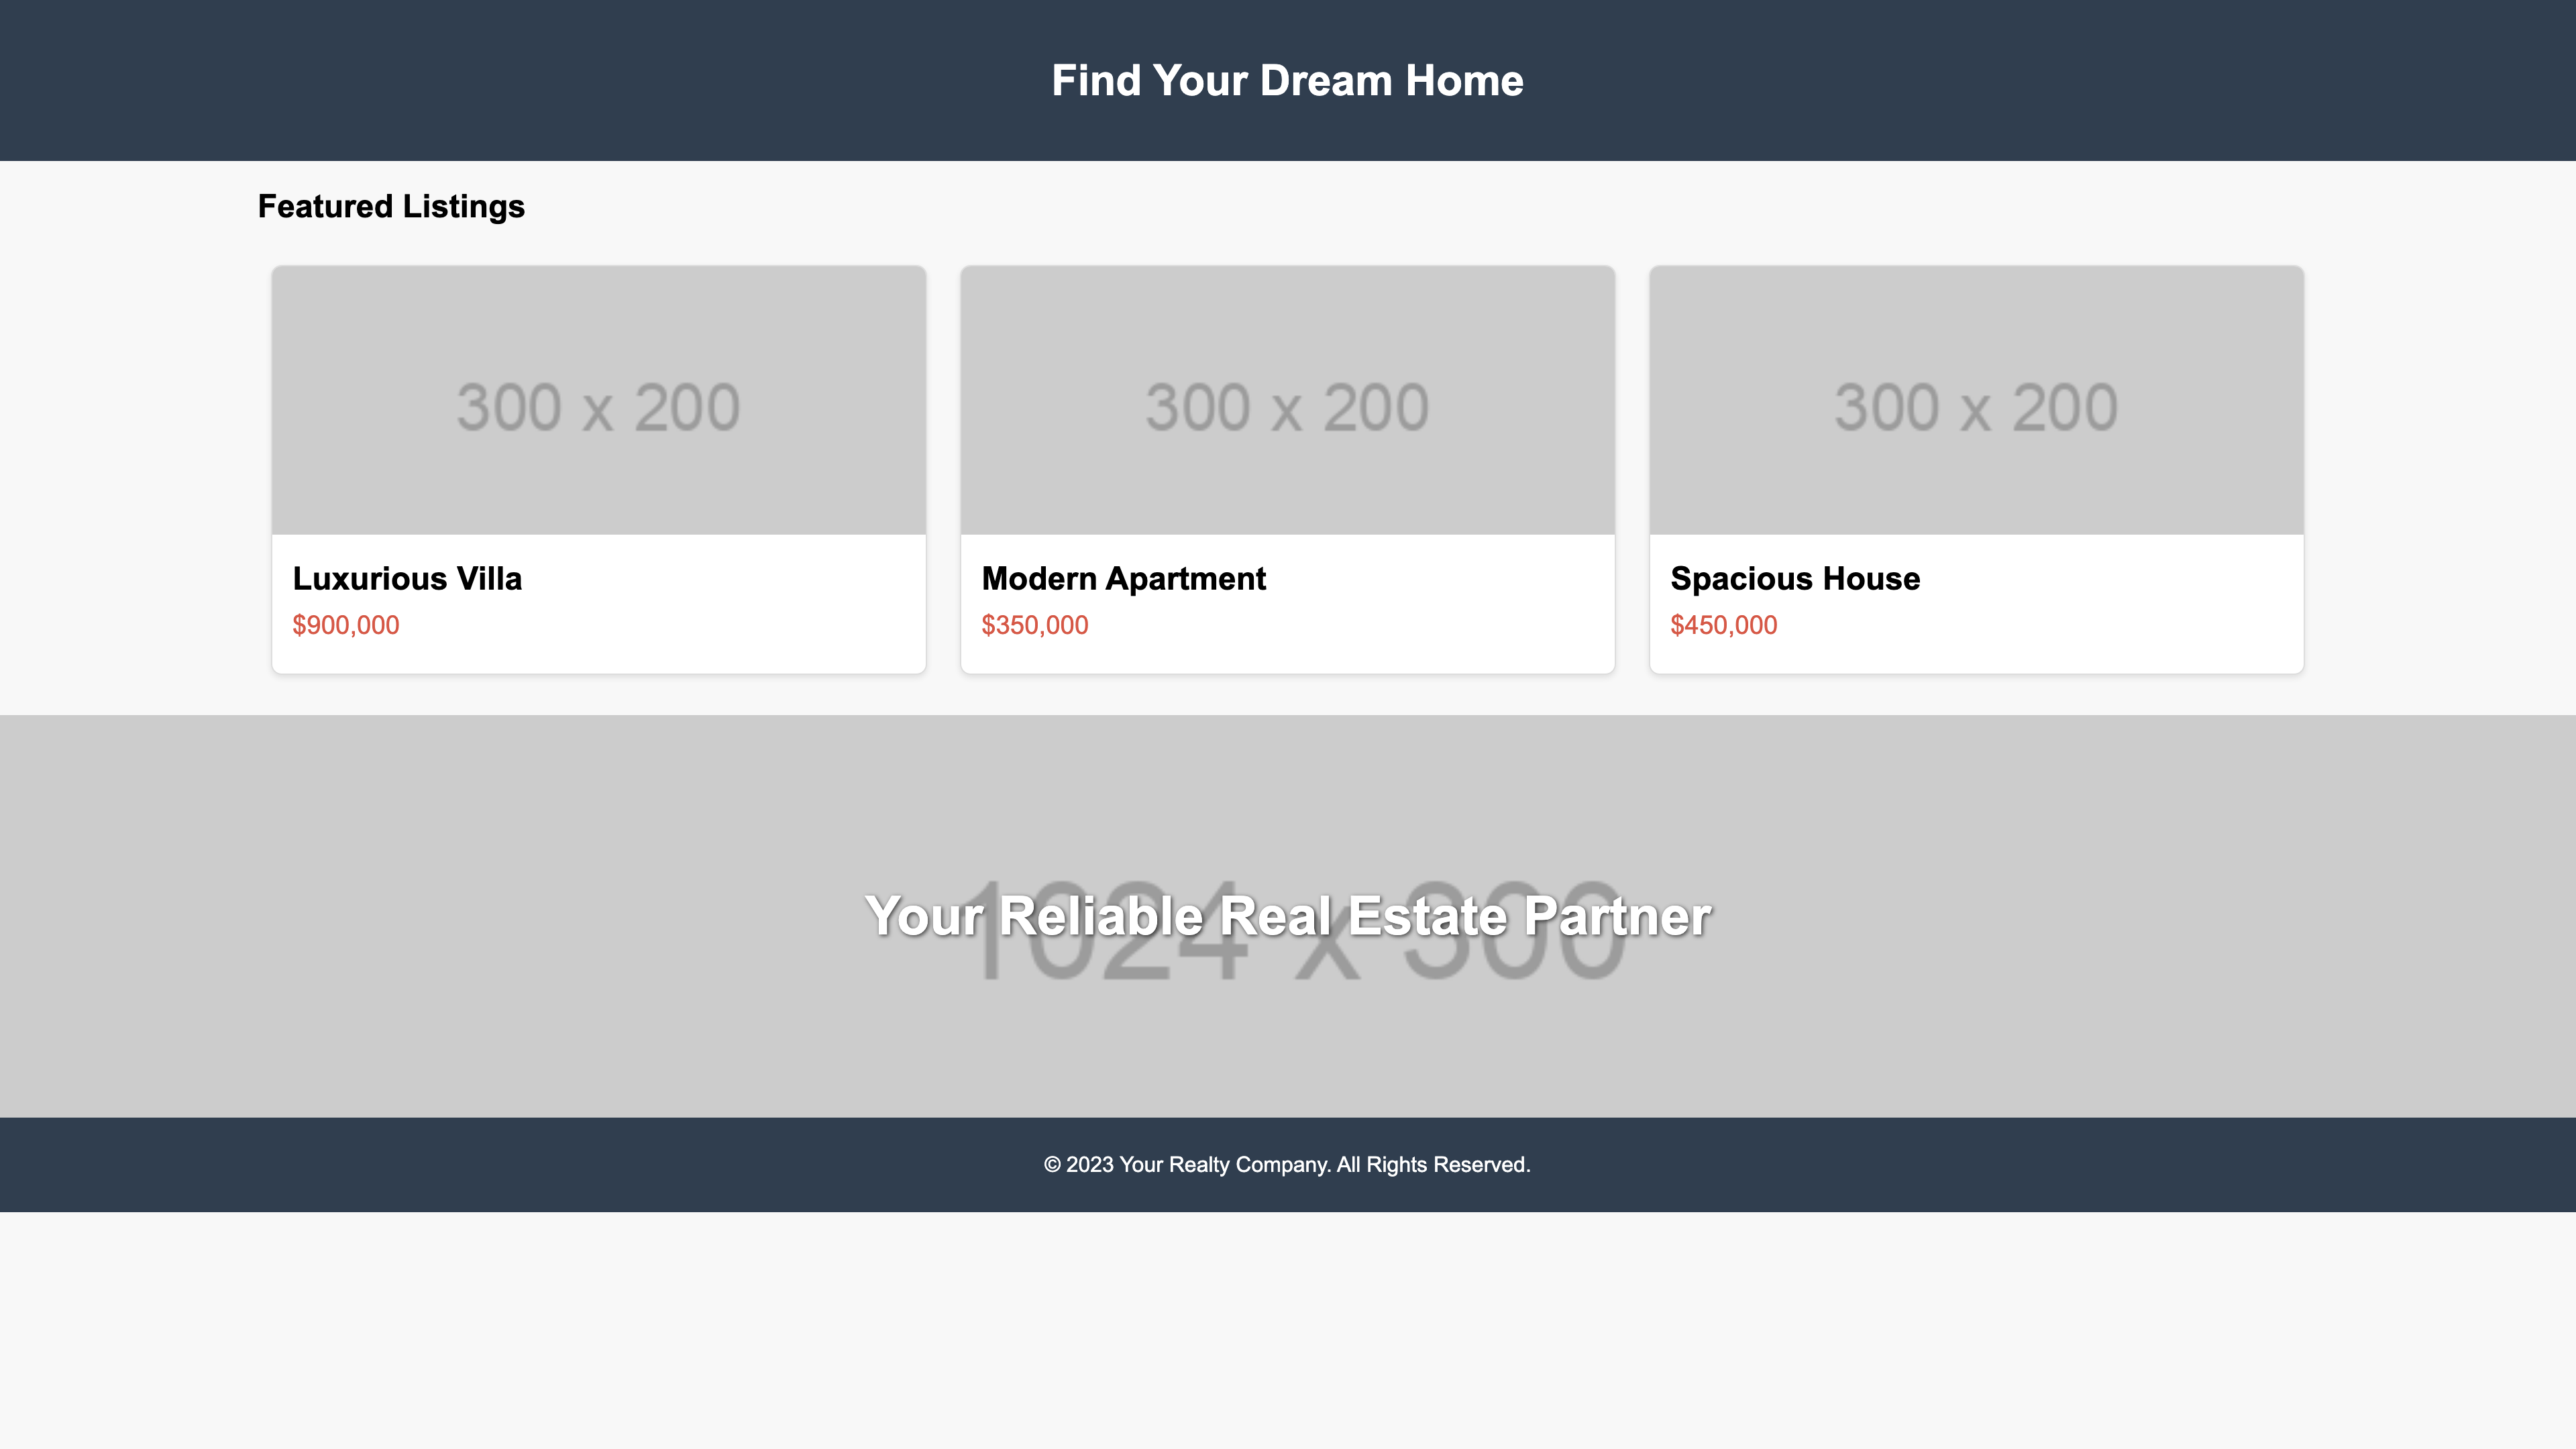 Find Your Dream Home
Featured Listings
300 x 200
300 x 200
300 x 200
Luxurious Villa
$900,000
Modern Apartment
$350,000
Spacious House
$450,000
1024 x 300
Your Reliable Real Estate Partner
© 2023 Your Realty Company. All Rights Reserved.